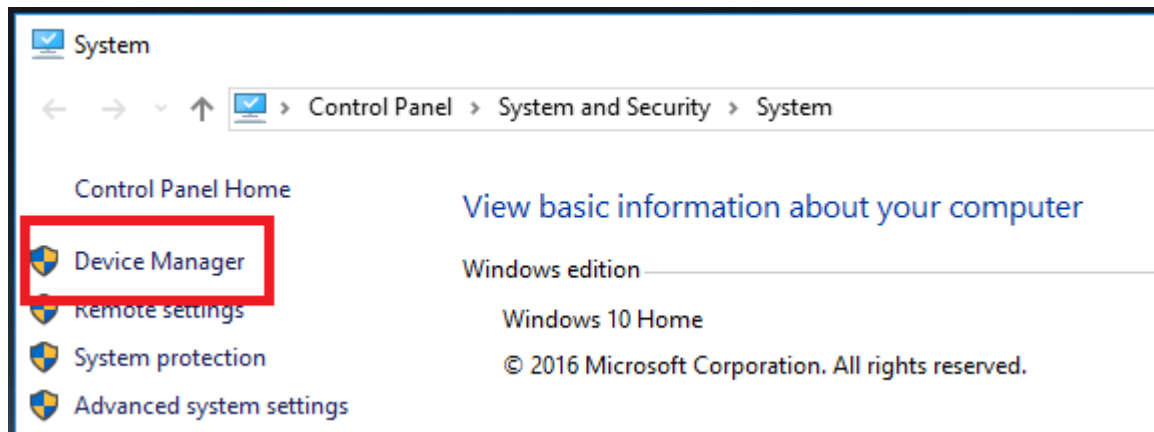 System
Control Panel > System and Security > System
Control Panel Home
Device Manager
Remote settings
System protection
Advanced system settings
View basic information about your computer
Windows edition
Windows 10 Home
© 2016 Microsoft Corporation. All rights reserved.